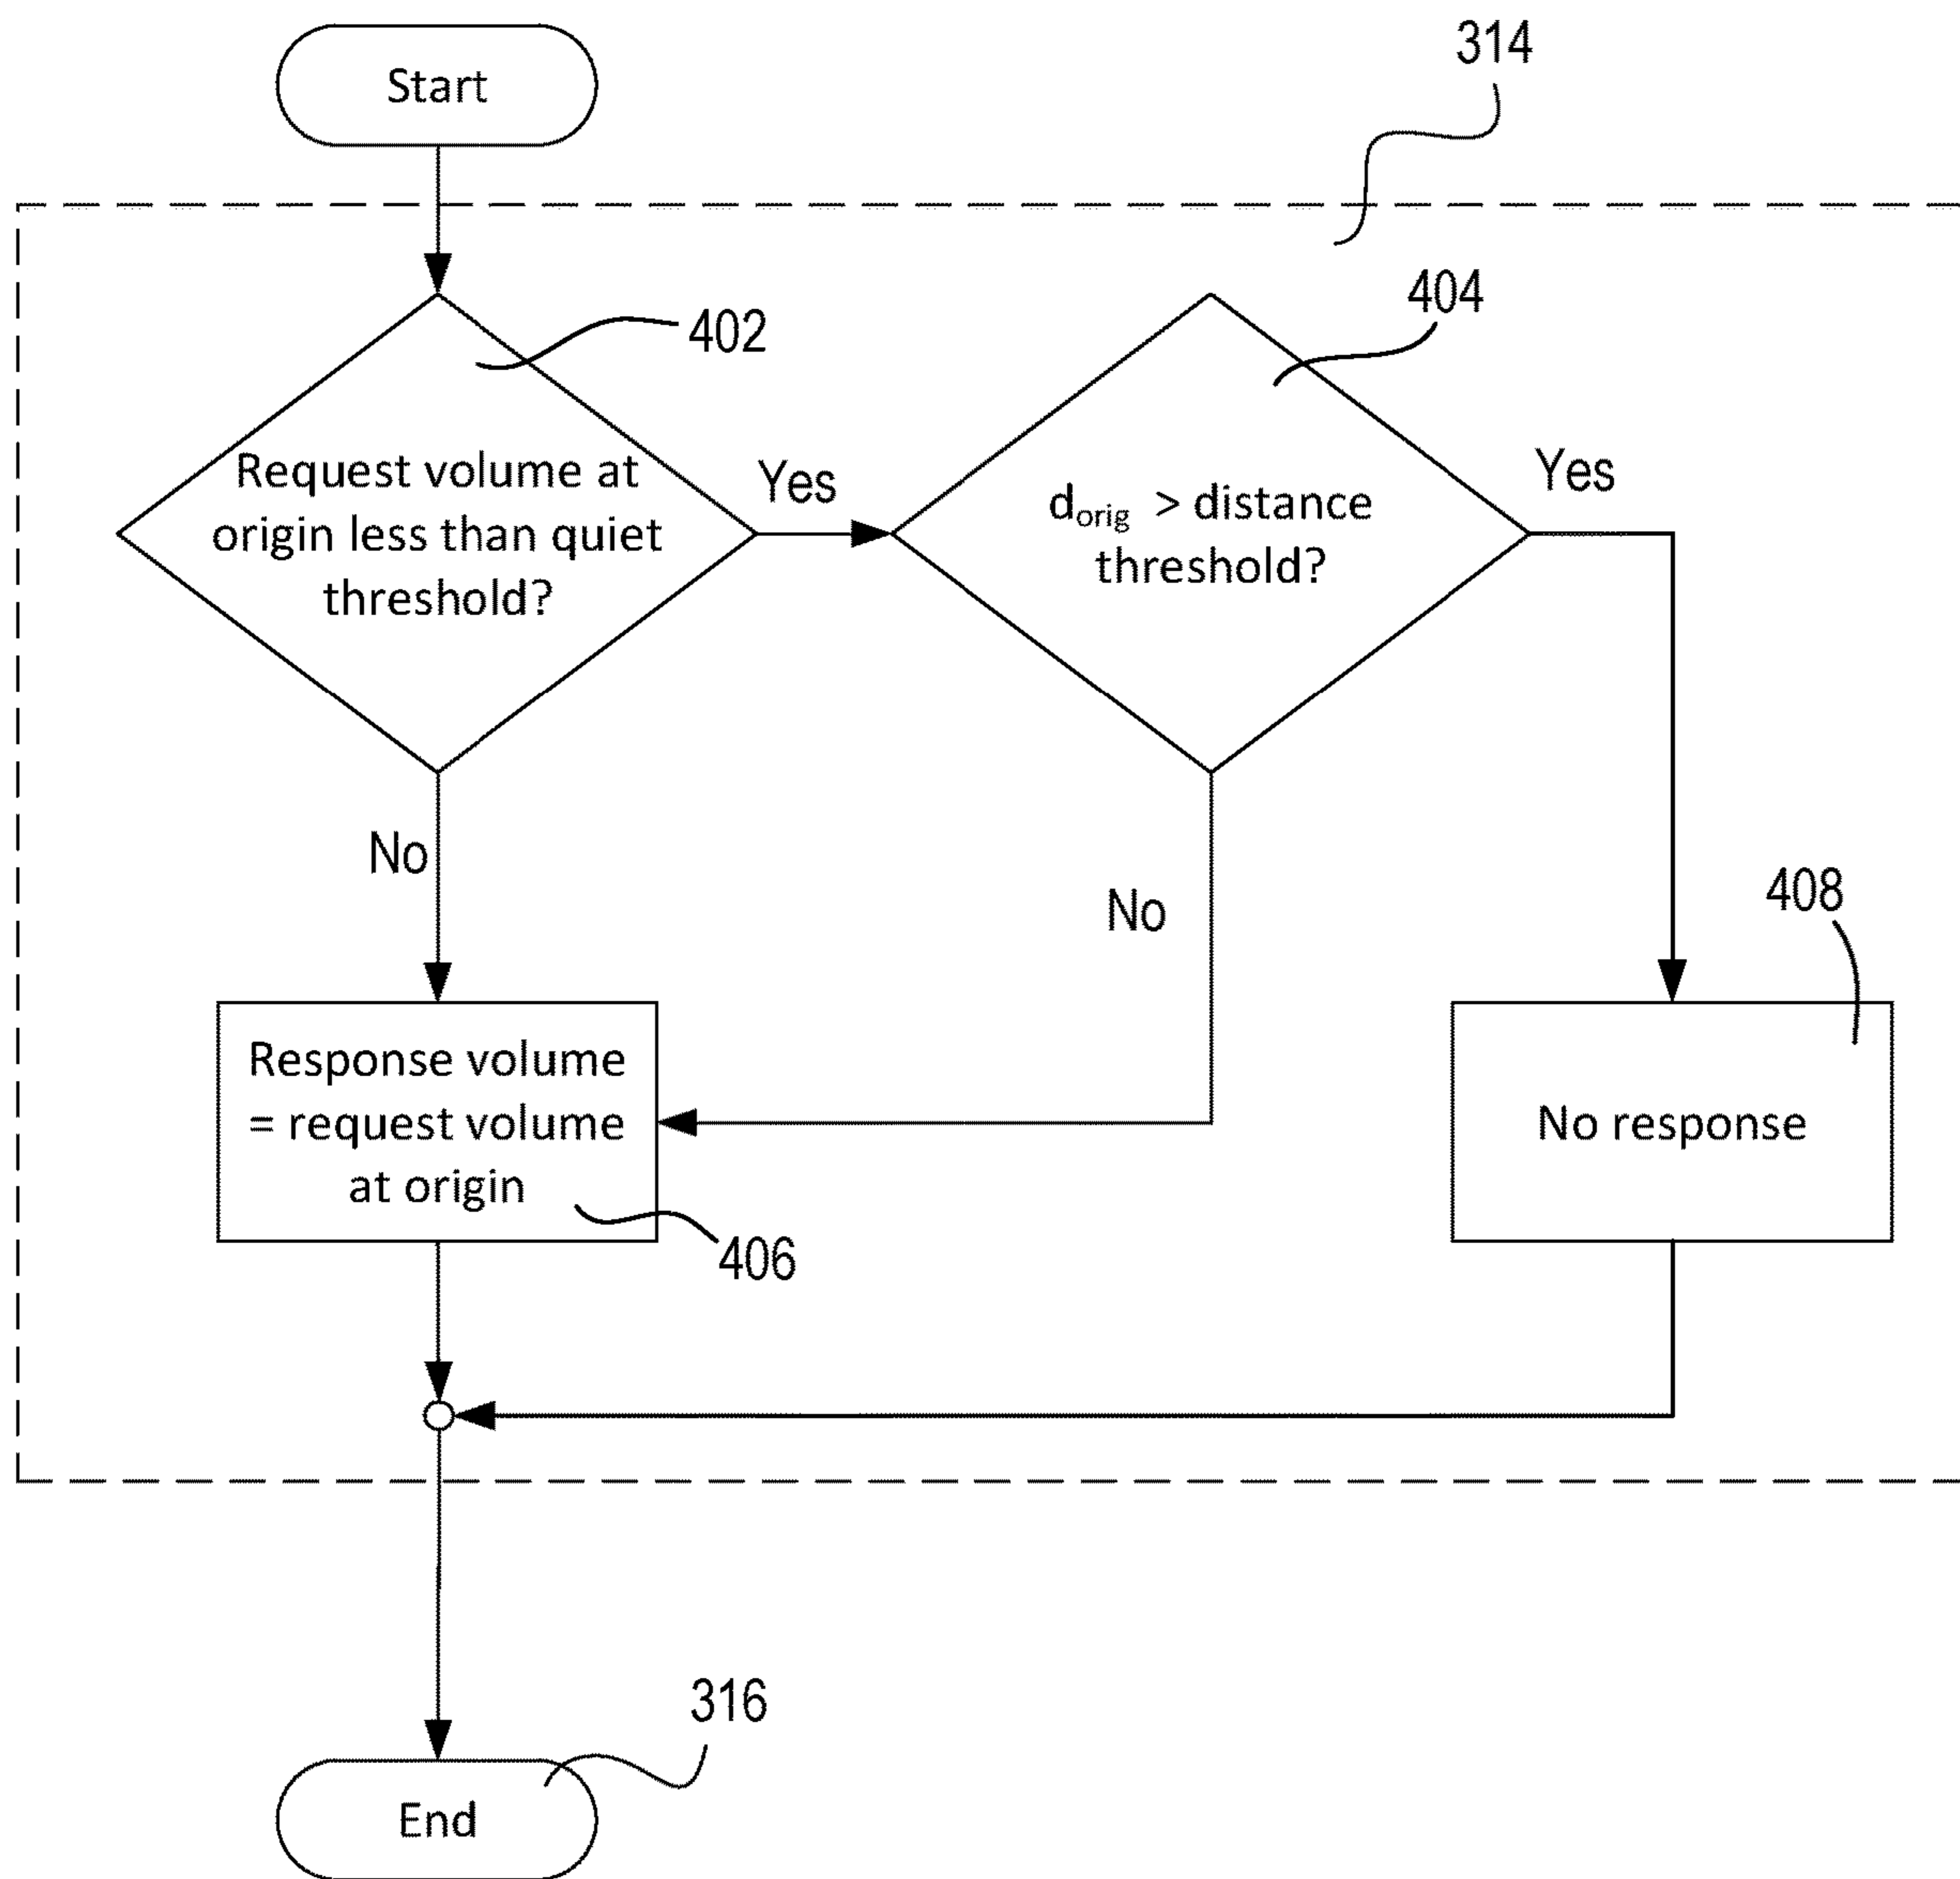 Start
314
402
404
Request volume at
origin less than quiet
threshold?
Yes
dorig > distance
threshold?
Yes
No
No
408
Response volume
= request volume
at origin
406
No response
316
End